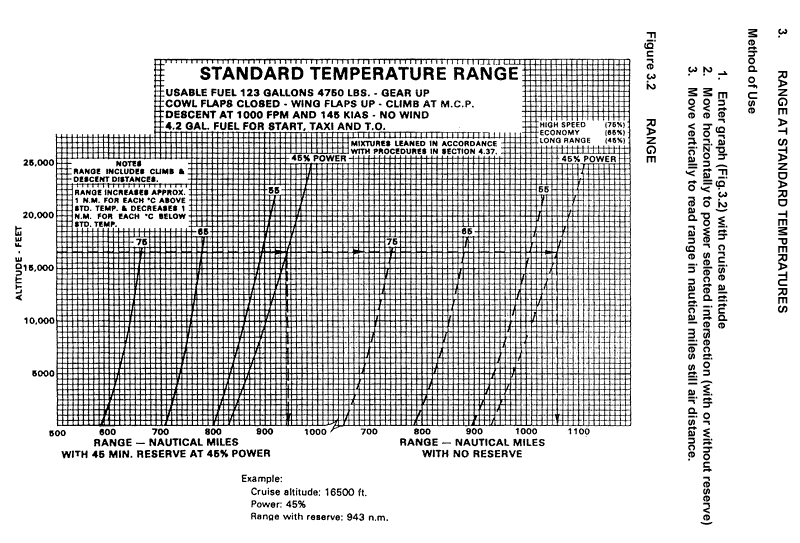 3. RANGE AT STANDARD TEMPERATURES
Method of Use
1. Enter graph (Fig.3.2) with cruise altitude
2. Move horizontally to power selected intersection (with or without reserve)
3. Move vertically to read range in nautical miles still air distance.
Figure 3.2 RANGE
STANDARD TEMPERATURE RANGE
USABLE FUEL 123 GALLONS 4750 LBS. - GEAR UP
COWL FLAPS CLOSED - WING FLAPS UP - CLIMB AT M.C.P.
DESCENT AT 1000 FPM AND 145 KIAS - NO WIND
4.2 GAL. FUEL FOR START, TAXI AND T.O.
HIGH SPEED (75%)
ECONOMY (65%)
LONG RANGE (45%)
MIXTURES LEANED IN ACCORDANCE
WITH PROCEDURES IN SECTION 4.37.
45% POWER
45% POWER
NOTES
RANGE INCLUDES CLIMB &
DESCENT DISTANCES.
RANGE INCREASES APPROX.
1 N.M. FOR EACH °C ABOVE
STD. TEMP. & DECREASES 1
N.M. FOR EACH °C BELOW
STD. TEMP.
55
55
75
65
75
65
ALTITUDE - FEET
25,000
20,000
15,000
10,000
5000
500 600 700 800 900 1000 700 800 900 1000 1100
RANGE — NAUTICAL MILES
WITH 45 MIN. RESERVE AT 45% POWER
RANGE — NAUTICAL MILES
WITH NO RESERVE
Example:
Cruise altitude: 16500 ft.
Power: 45%
Range with reserve: 943 n.m.